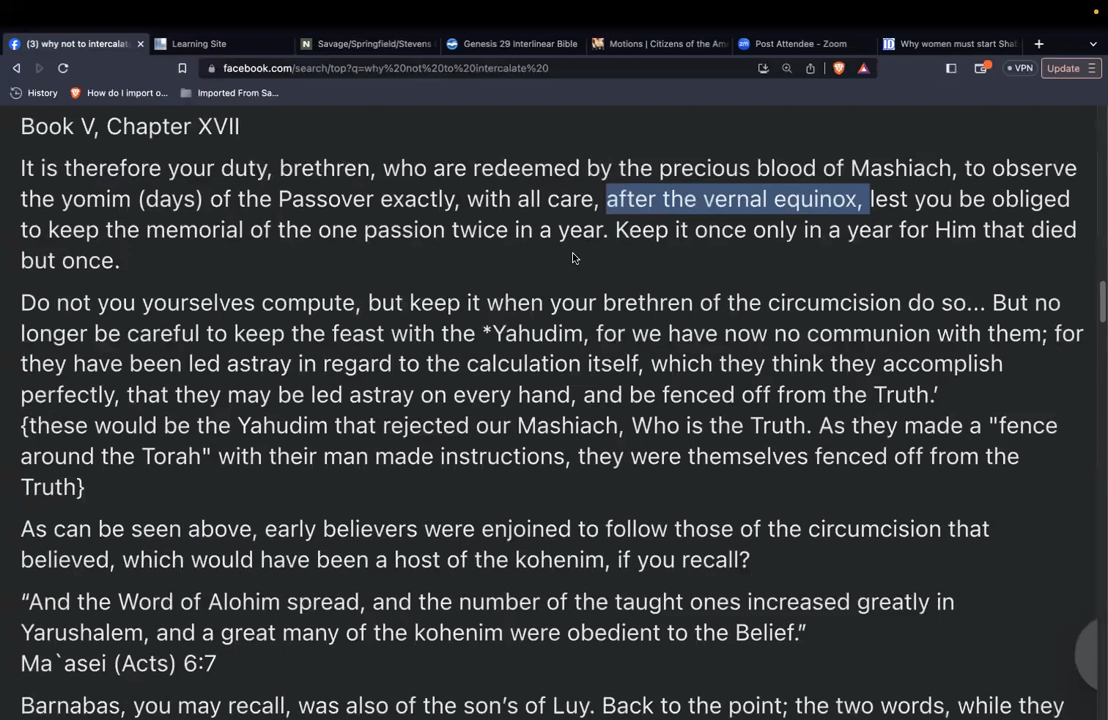 (3) why not to intercalat
Learning Site
Savage/Springfield/Stevens
Genesis 29 Interlinear Bible
Motions | Citizens of the Am
Post Attendee - Zoom
Why women must start Sha
facebook.com/search/top?q=why%20not%20to%20intercalate%20
VPN
Update
History
How do I import o...
Imported From Sa...
Book V, Chapter XVII
It is therefore your duty, brethren, who are redeemed by the precious blood of Mashiach, to observe
the yomim (days) of the Passover exactly, with all care, after the vernal equinox, lest you be obliged
to keep the memorial of the one passion twice in a year. Keep it once only in a year for Him that died
but once.
Do not you yourselves compute, but keep it when your brethren of the circumcision do so... But no
longer be careful to keep the feast with the *Yahudim, for we have now no communion with them; for
they have been led astray in regard to the calculation itself, which they think they accomplish
perfectly, that they may be led astray on every hand, and be fenced off from the Truth.’
{these would be the Yahudim that rejected our Mashiach, Who is the Truth. As they made a "fence
around the Torah" with their man made instructions, they were themselves fenced off from the
Truth}
As can be seen above, early believers were enjoined to follow those of the circumcision that
believed, which would have been a host of the kohenim, if you recall?
“And the Word of Alohim spread, and the number of the taught ones increased greatly in
Yarushalem, and a great many of the kohenim were obedient to the Belief.”
Ma`asei (Acts) 6:7
Barnabas, you may recall, was also of the son’s of Luy. Back to the point; the two words, while they